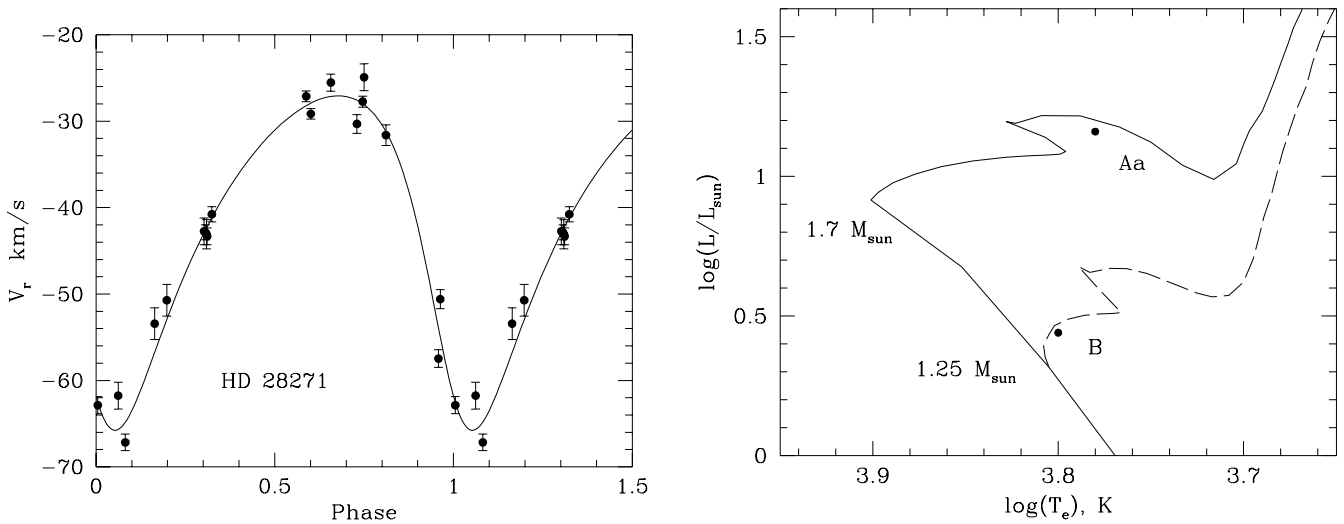 -20
-30
-40
-50
-60
-70
V_r km/s
HD 28271
0
0.5
1
1.5
Phase
1.5
1
0.5
0
log(L/L_sun)
Aa
1.7 M_sun
B
1.25 M_sun
3.9
3.8
3.7
log(T_e), K